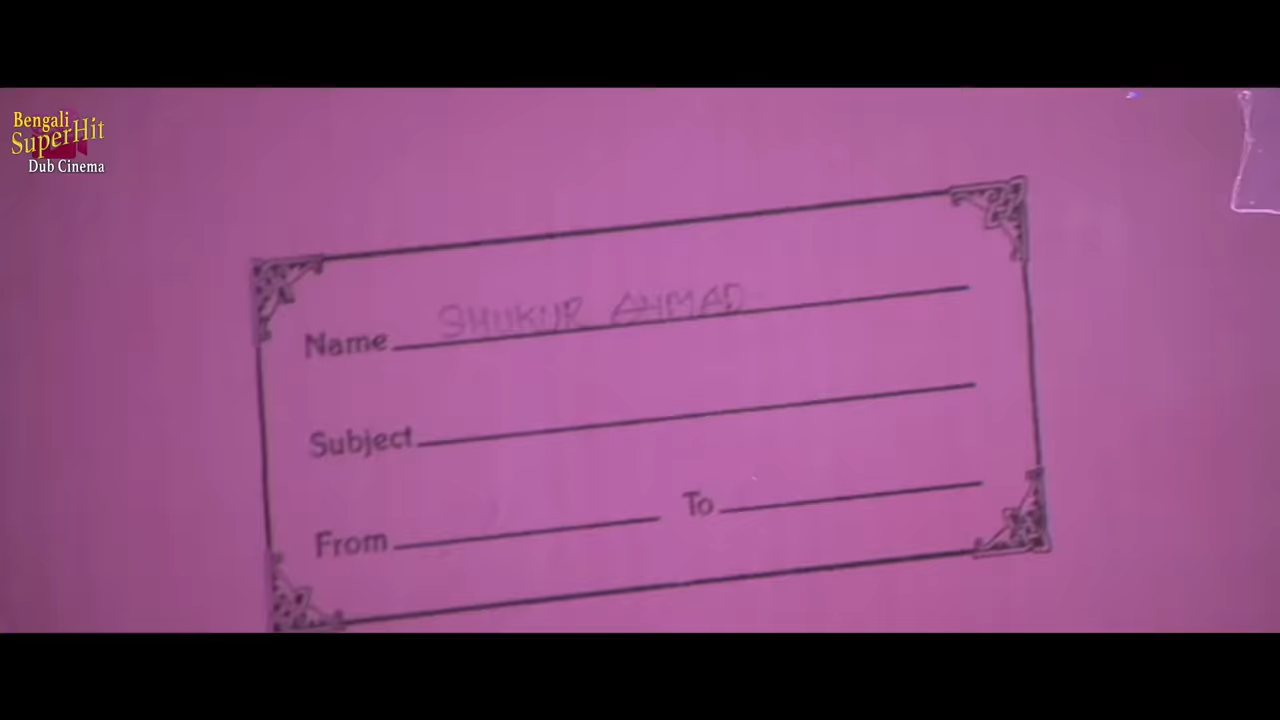 Bengali
SuperHit
Dub Cinema
Name SHUKUR AHMAD
Subject
From To